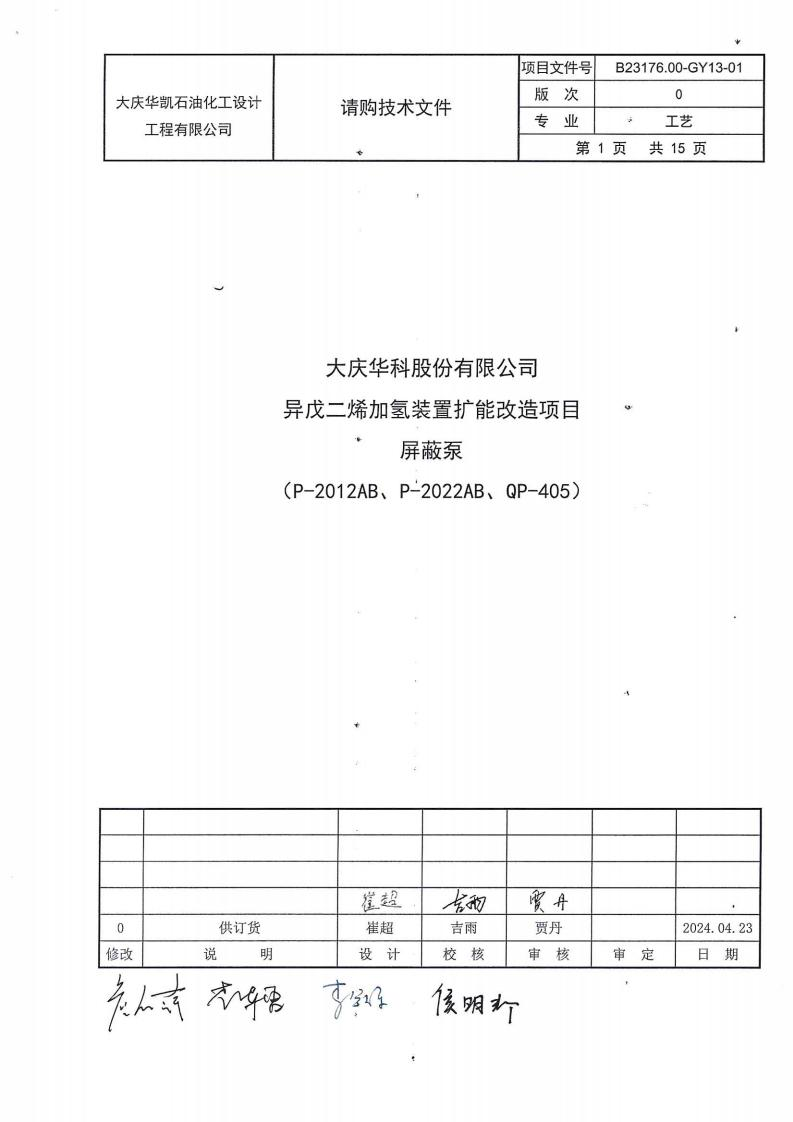 大庆华凯石油化工设计
工程有限公司
请购技术文件
项目文件号 B23176.00-GY13-01
版 次 0
专 业 工艺
第 1 页 共 15 页
大庆华科股份有限公司
异戊二烯加氢装置扩能改造项目
屏蔽泵
（P-2012AB、P-2022AB、QP-405）
崔超 吉雨 贾丹
0 供订货 崔超 吉雨 贾丹 2024.04.23
修改 说 明 设 计 校 核 审 核 审 定 日 期